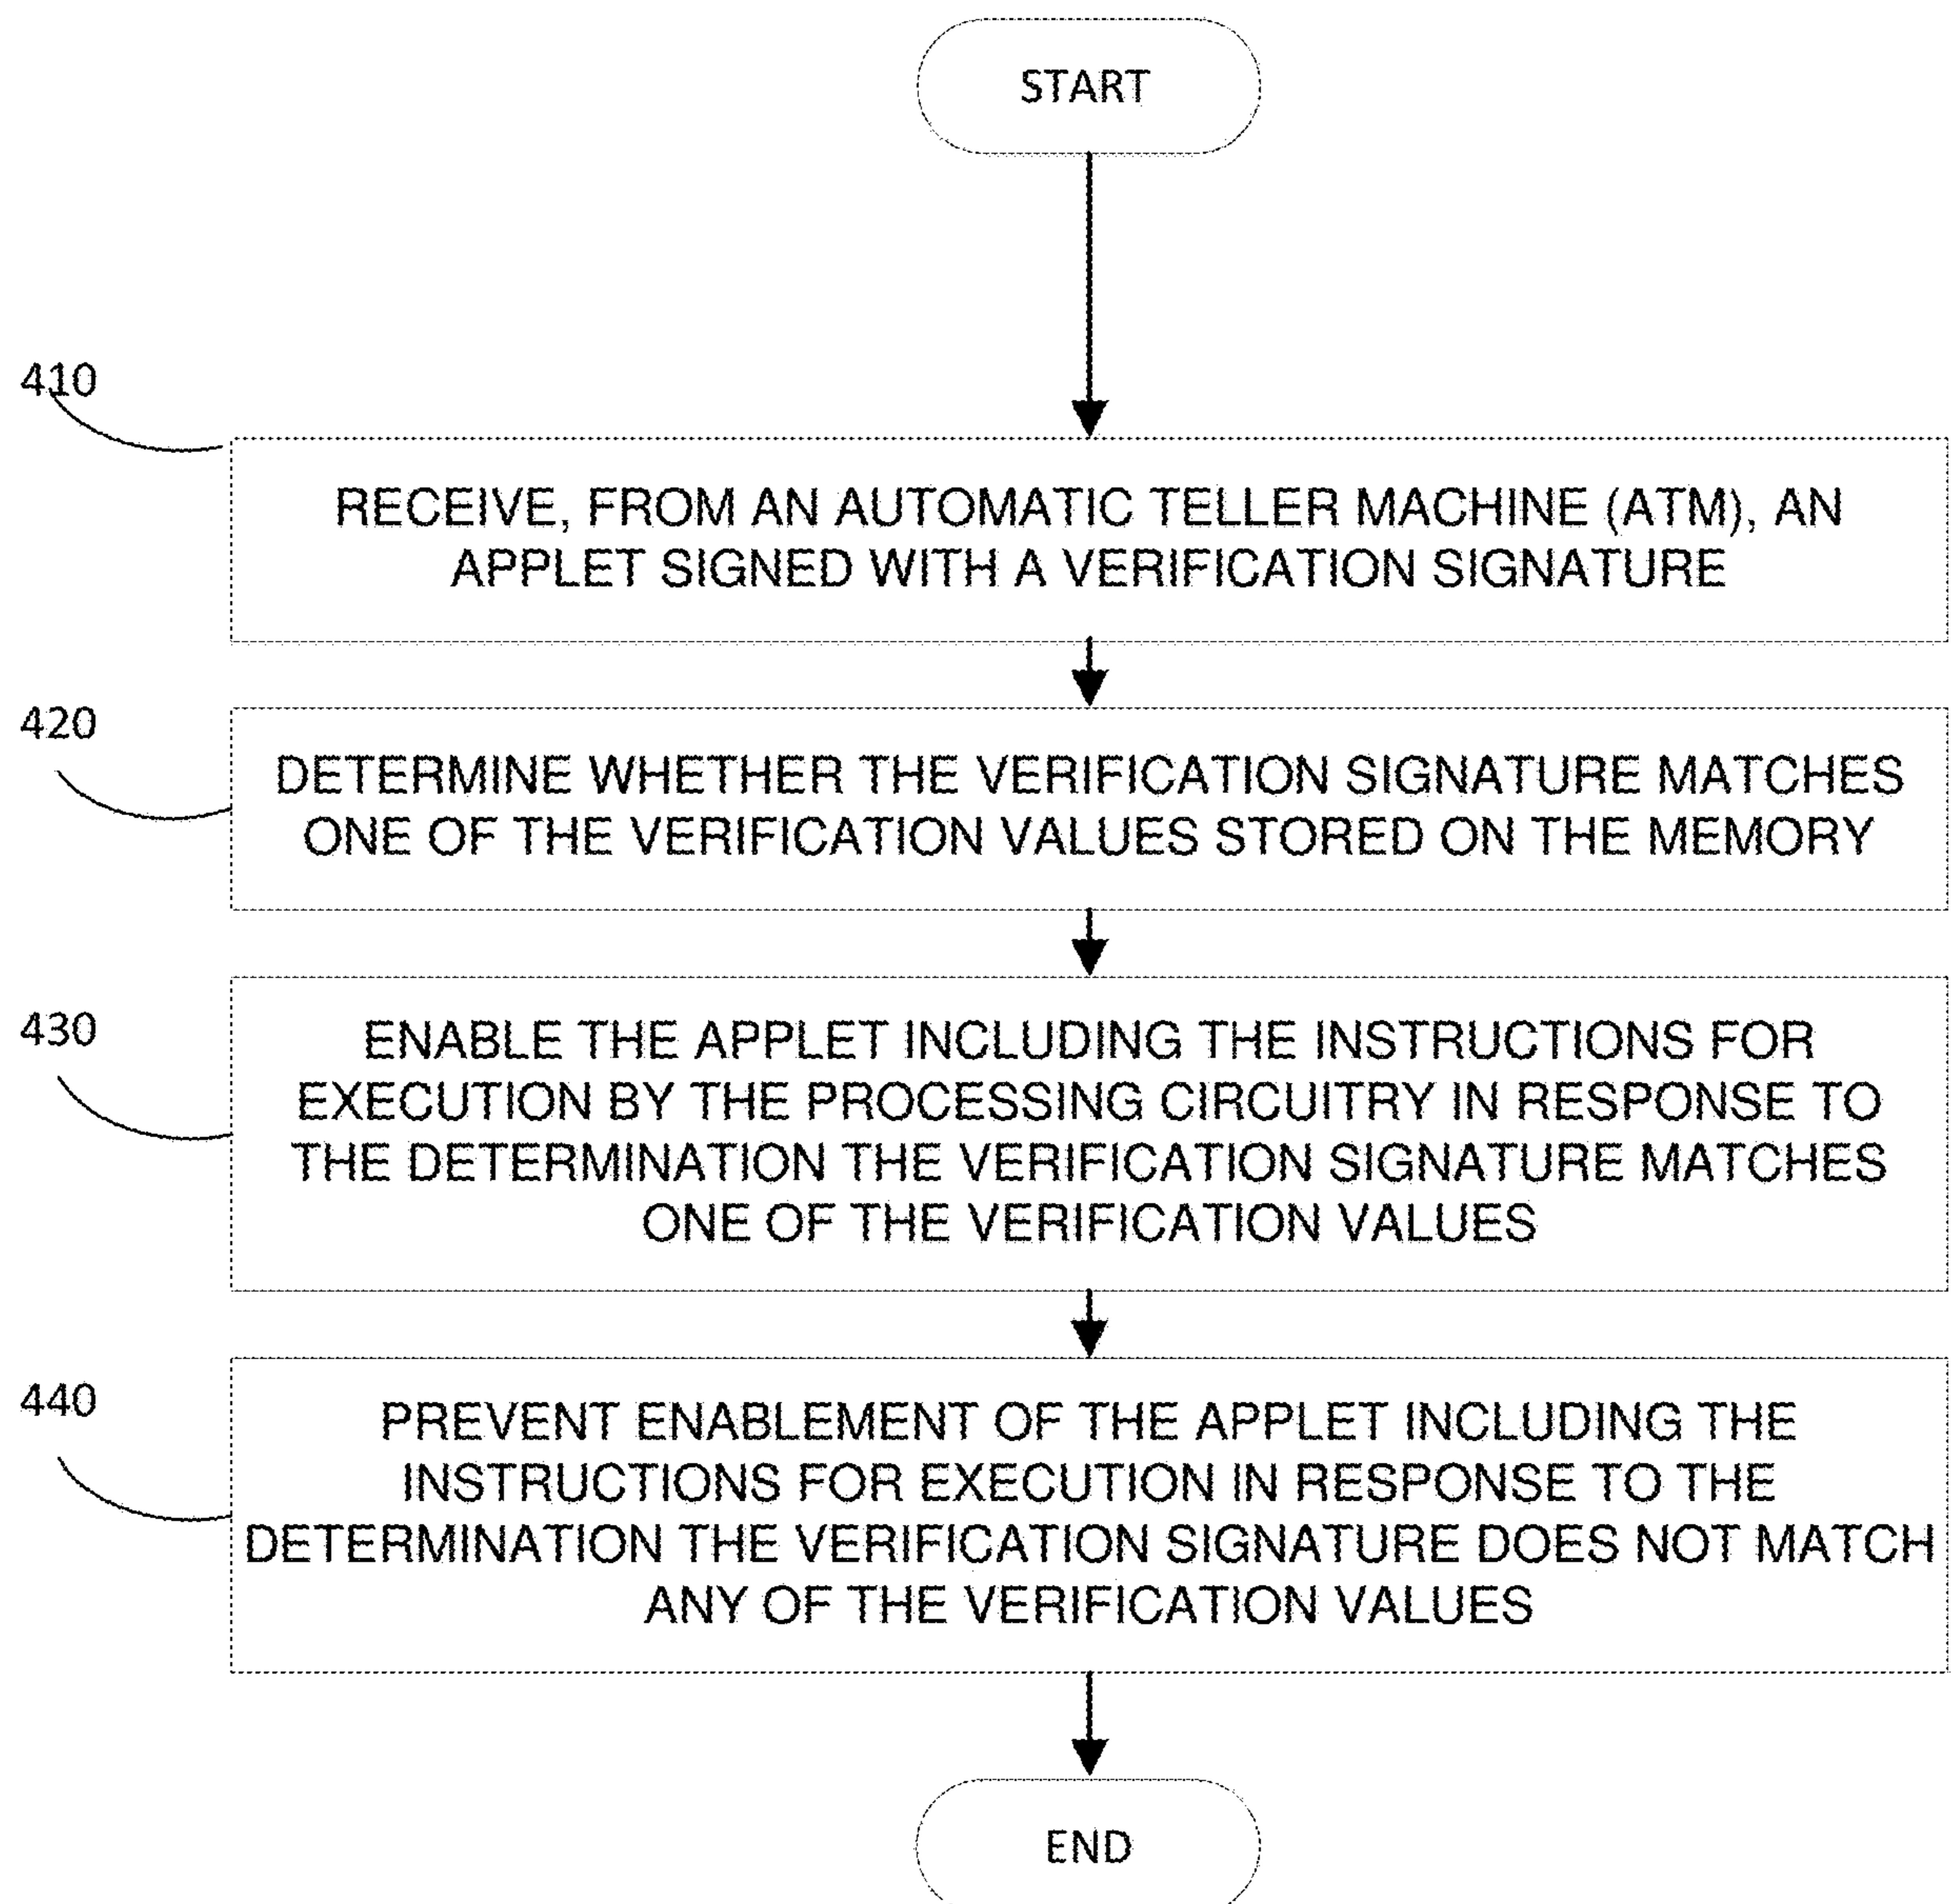 START
410
RECEIVE, FROM AN AUTOMATIC TELLER MACHINE (ATM), AN
APPLET SIGNED WITH A VERIFICATION SIGNATURE
420
DETERMINE WHETHER THE VERIFICATION SIGNATURE MATCHES
ONE OF THE VERIFICATION VALUES STORED ON THE MEMORY
430
ENABLE THE APPLET INCLUDING THE INSTRUCTIONS FOR
EXECUTION BY THE PROCESSING CIRCUITRY IN RESPONSE TO
THE DETERMINATION THE VERIFICATION SIGNATURE MATCHES
ONE OF THE VERIFICATION VALUES
440
PREVENT ENABLEMENT OF THE APPLET INCLUDING THE
INSTRUCTIONS FOR EXECUTION IN RESPONSE TO THE
DETERMINATION THE VERIFICATION SIGNATURE DOES NOT MATCH
ANY OF THE VERIFICATION VALUES
END